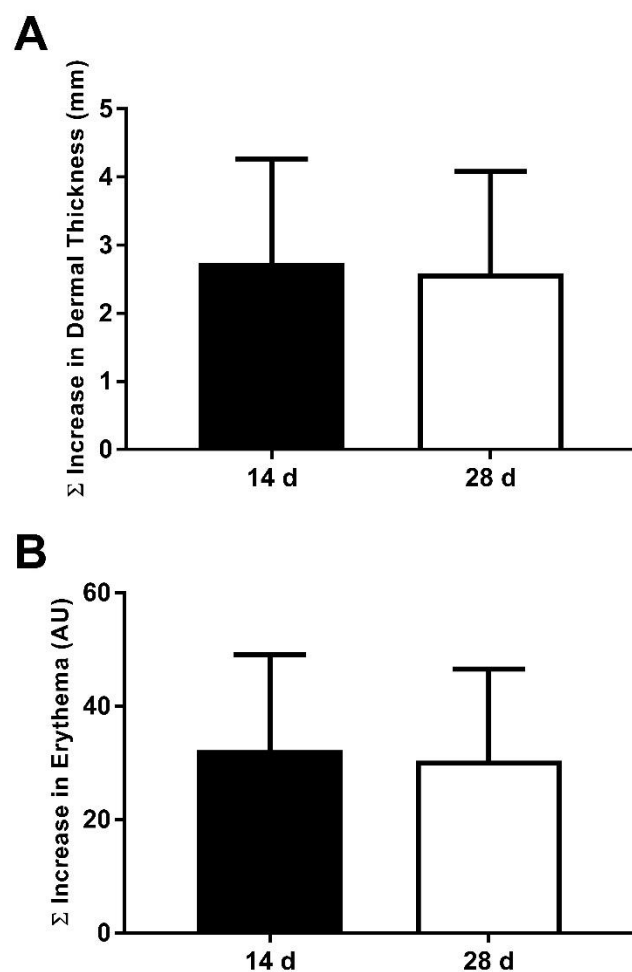 A
Σ Increase in Dermal Thickness (mm)
5
4
3
2
1
0
14 d
28 d
B
Σ Increase in Erythema (AU)
60
40
20
0
14 d
28 d